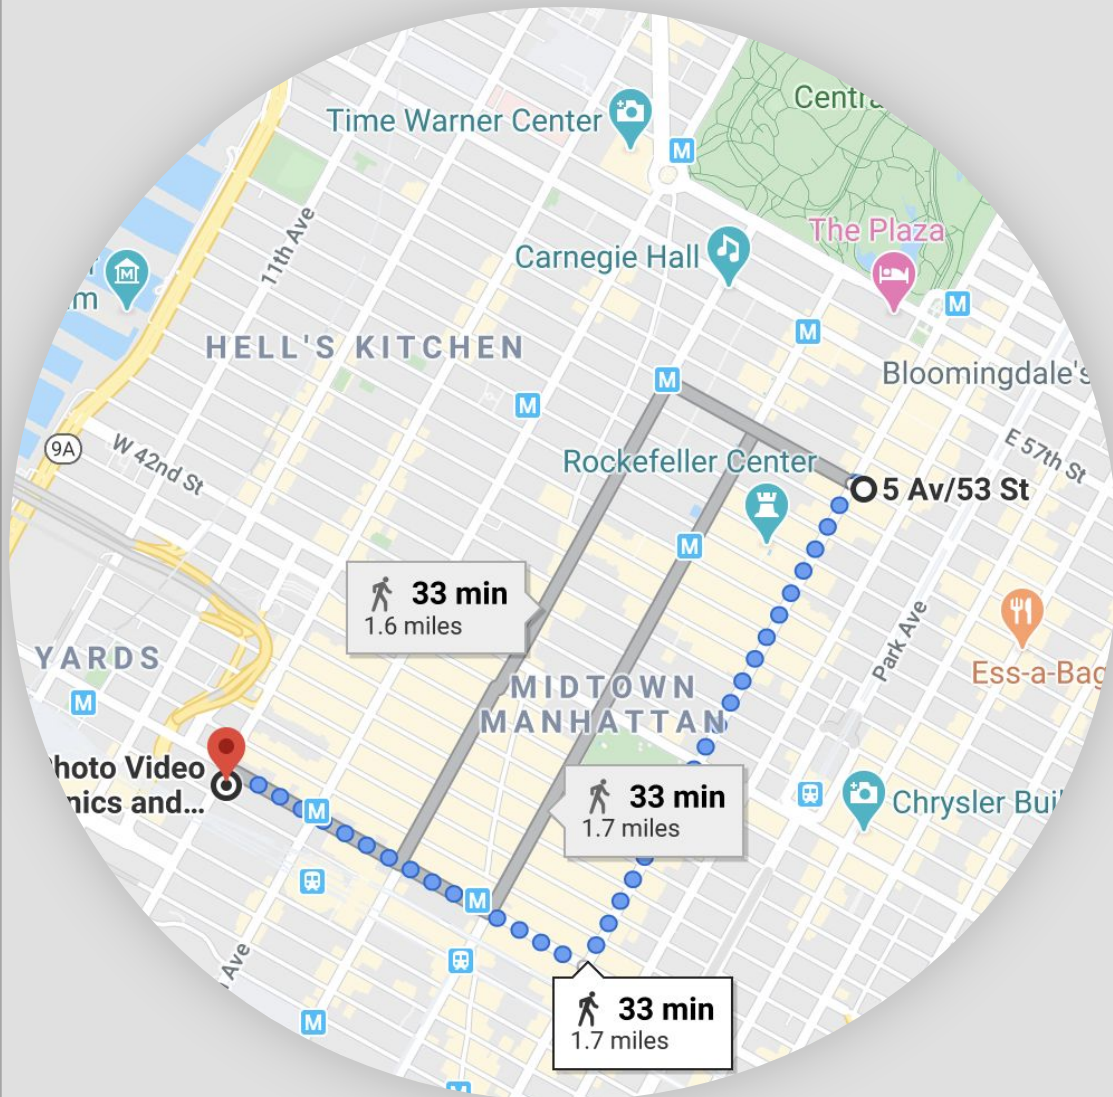 Centra
Time Warner Center
M
11th Ave
The Plaza
Carnegie Hall
M
M
m
M
HELL'S KITCHEN
M
Bloomingdale's
M
9A
W 42nd St
E 57th St
Rockefeller Center
5 Av/53 St
M
33 min
1.6 miles
Park Ave
YARDS
Ess-a-Bag
MIDTOWN
MANHATTAN
M
hoto Video
nics and...
33 min
1.7 miles
Chrysler Buil
M
M
Ave
M
33 min
1.7 miles
M